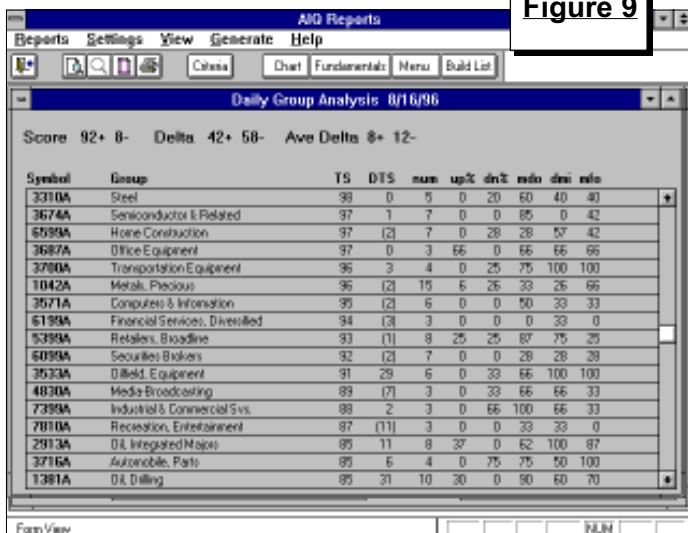 Figure 9
AIQ Reports
Reports Settings View Generate Help
Criteria Chart Fundamentals Menu Build List
Daily Group Analysis 8/16/96
Score 92+ 8- Delta 42+ 58- Ave Delta 8+ 12-
Symbol Group TS DTS num up% dn% mdo dmi mfo
3310A Steel 98 0 5 0 20 60 40 40
3674A Semiconductor & Related 97 1 7 0 0 85 0 42
6599A Home Construction 97 (2) 7 0 28 28 57 42
3687A Office Equipment 97 0 3 66 0 66 66 66
3700A Transportation Equipment 96 3 4 0 25 75 100 100
1042A Metals, Precious 96 (2) 15 6 26 33 26 66
3571A Computers & Information 95 (2) 6 0 0 50 33 33
6199A Financial Services, Diversified 94 (3) 3 0 0 0 33 0
5399A Retailers, Broadline 93 (1) 8 25 25 87 75 25
6099A Securities Brokers 92 (2) 7 0 0 28 28 28
3533A Oilfield, Equipment 91 29 6 0 33 66 100 100
4830A Media-Broadcasting 89 (7) 3 0 33 66 66 33
7399A Industrial & Commercial Svs. 88 2 3 0 66 100 66 33
7810A Recreation, Entertainment 87 (11) 3 0 0 33 33 0
2913A Oil, Integrated Majors 85 11 8 37 0 62 100 87
3716A Automobile, Parts 85 6 4 0 75 75 50 100
1381A Oil, Drilling 85 31 10 30 0 90 60 70
Form View NUM